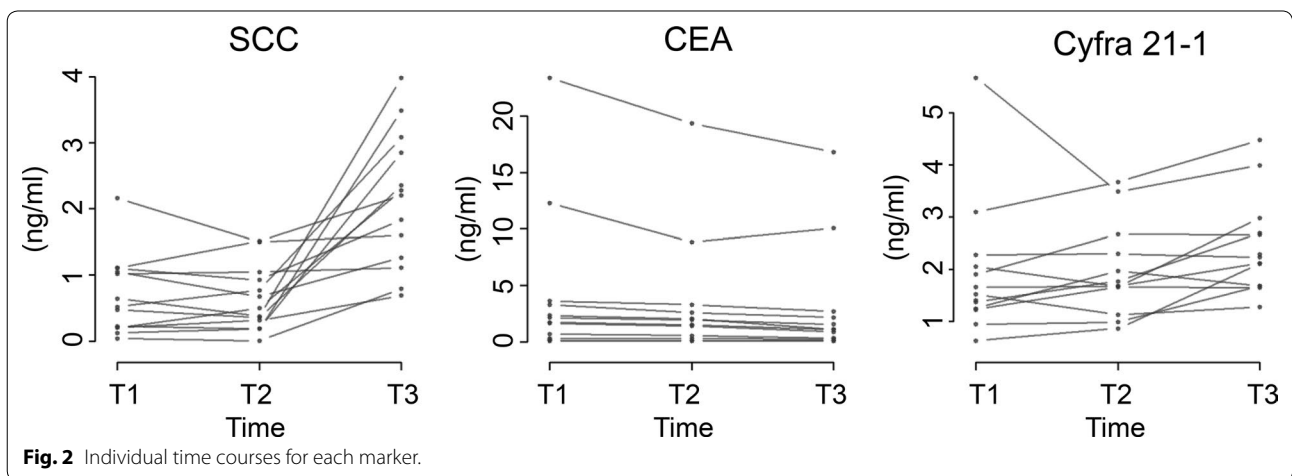 SCC
CEA
Cyfra 21-1
(ng/ml)
4
3
2
1
0
T1
T2
T3
Time
(ng/ml)
20
15
10
5
0
T1
T2
T3
Time
(ng/ml)
5
4
3
2
1
T1
T2
T3
Time
Fig. 2 Individual time courses for each marker.